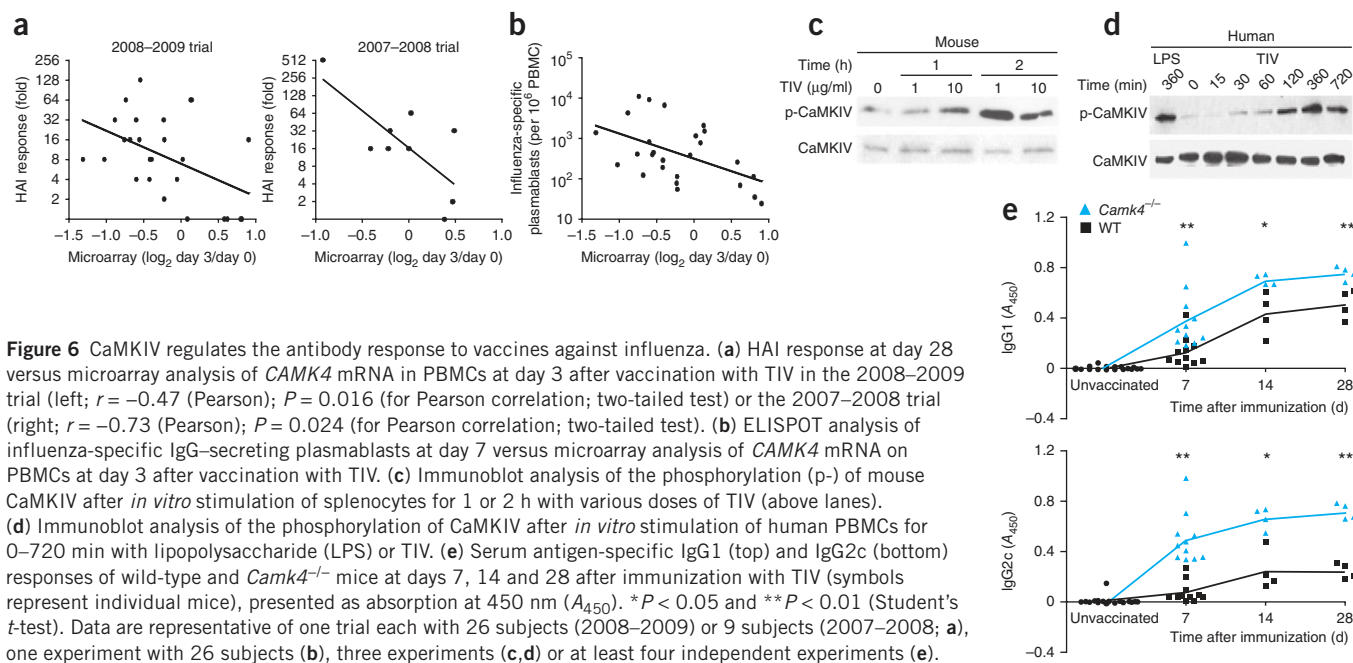 a
2008–2009 trial
HAI response (fold)
256
128
64
32
16
8
4
2
–1.5 –1.0 –0.5 0 0.5 1.0
Microarray (log2 day 3/day 0)
2007–2008 trial
HAI response (fold)
512
256
128
64
32
16
8
4
2
–1.0 –0.5 0 0.5 1.0
Microarray (log2 day 3/day 0)
b
Influenza-specific
plasmablasts (per 10^6 PBMC)
10^5
10^4
10^3
10^2
10
–1.5 –1.0 –0.5 0 0.5 1.0
Microarray (log2 day 3/day 0)
c
Mouse
Time (h) 1 2
TIV (µg/ml) 0 1 10 1 10
p-CaMKIV
CaMKIV
d
Human
LPS TIV
Time (min) 360 0 15 30 60 120 360 720
p-CaMKIV
CaMKIV
e
Camk4–/–
WT
IgG1 (A450)
1.2
0.8
0.4
0
–0.4
** * **
Unvaccinated 7 14 28
Time after immunization (d)
IgG2c (A450)
1.2
0.8
0.4
0
–0.4
** * **
Unvaccinated 7 14 28
Time after immunization (d)
Figure 6 CaMKIV regulates the antibody response to vaccines against influenza. (a) HAI response at day 28
versus microarray analysis of CAMK4 mRNA in PBMCs at day 3 after vaccination with TIV in the 2008–2009
trial (left; r = –0.47 (Pearson); P = 0.016 (for Pearson correlation; two-tailed test) or the 2007–2008 trial
(right; r = –0.73 (Pearson); P = 0.024 (for Pearson correlation; two-tailed test). (b) ELISPOT analysis of
influenza-specific IgG–secreting plasmablasts at day 7 versus microarray analysis of CAMK4 mRNA on
PBMCs at day 3 after vaccination with TIV. (c) Immunoblot analysis of the phosphorylation (p-) of mouse
CaMKIV after in vitro stimulation of splenocytes for 1 or 2 h with various doses of TIV (above lanes).
(d) Immunoblot analysis of the phosphorylation of CaMKIV after in vitro stimulation of human PBMCs for
0–720 min with lipopolysaccharide (LPS) or TIV. (e) Serum antigen-specific IgG1 (top) and IgG2c (bottom)
responses of wild-type and Camk4–/– mice at days 7, 14 and 28 after immunization with TIV (symbols
represent individual mice), presented as absorption at 450 nm (A450). *P < 0.05 and **P < 0.01 (Student's
t-test). Data are representative of one trial each with 26 subjects (2008–2009) or 9 subjects (2007–2008; a),
one experiment with 26 subjects (b), three experiments (c,d) or at least four independent experiments (e).